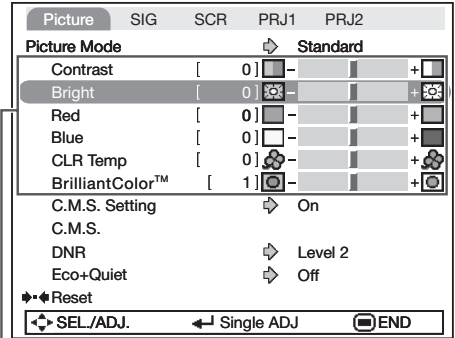 Picture SIG SCR PRJ1 PRJ2
Picture Mode Standard
Contrast [ 0 ] - +
Bright [ 0 ] - +
Red [ 0 ] - +
Blue [ 0 ] - +
CLR Temp [ 0 ] - +
BrilliantColor™ [ 1 ] - +
C.M.S. Setting On
C.M.S.
DNR Level 2
Eco+Quiet Off
Reset
SEL./ADJ. Single ADJ END